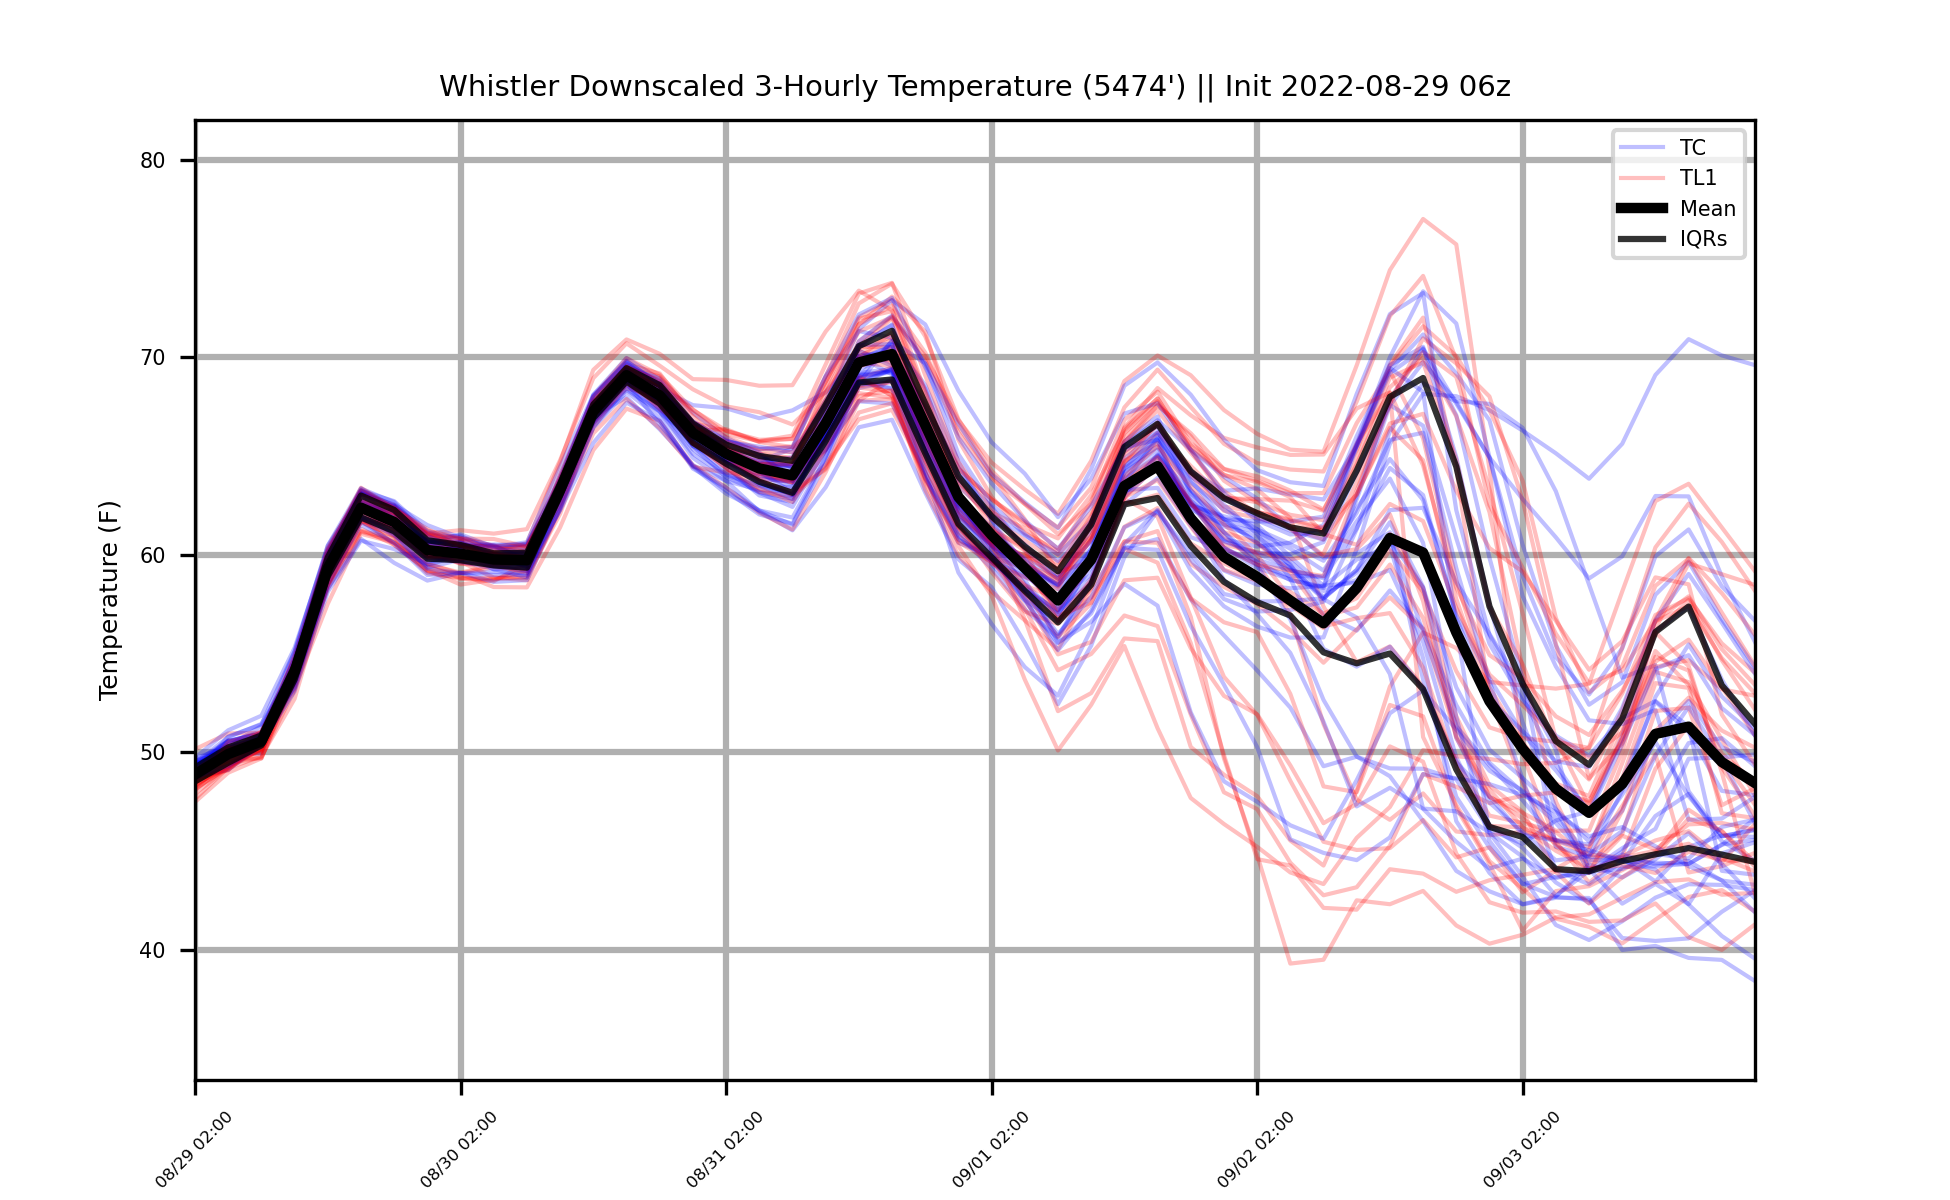 Whistler Downscaled 3-Hourly Temperature (5474') || Init 2022-08-29 06z
TC
TL1
Mean
IQRs
Temperature (F)
80
70
60
50
40
08/29 02:00
08/30 02:00
08/31 02:00
09/01 02:00
09/02 02:00
09/03 02:00